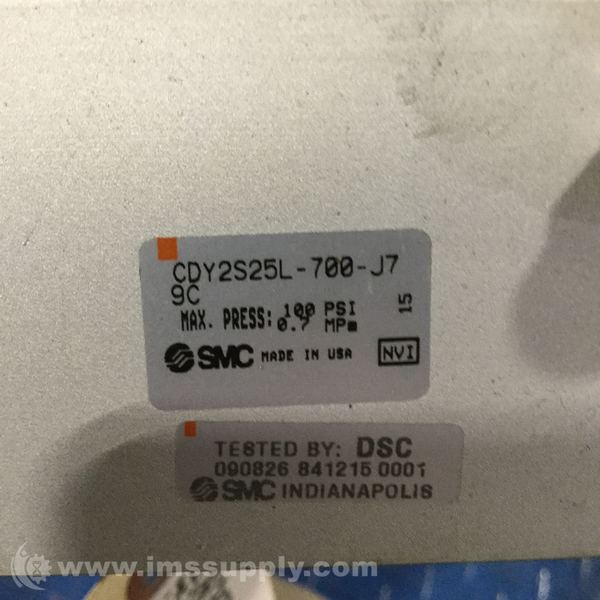 CDY2S25L-700-J7
9C
MAX. PRESS: 100 PSI
0.7 MPa
15
SMC MADE IN USA
NVI
TESTED BY: DSC
090826 841215 0001
SMC INDIANAPOLIS
www.imssupply.com